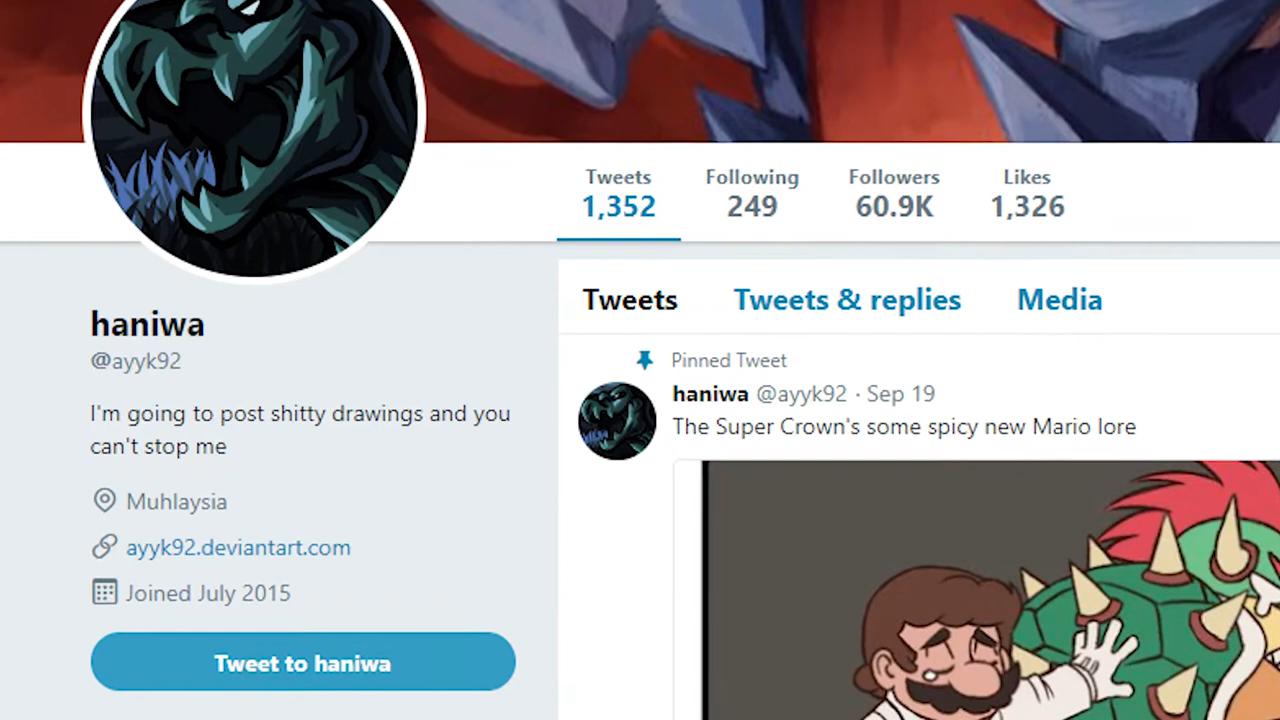 Tweets Following Followers Likes
1,352 249 60.9K 1,326
haniwa
@ayyk92
I'm going to post shitty drawings and you
can't stop me
Muhlaysia
ayyk92.deviantart.com
Joined July 2015
Tweet to haniwa
Tweets Tweets & replies Media
Pinned Tweet
haniwa @ayyk92 · Sep 19
The Super Crown's some spicy new Mario lore